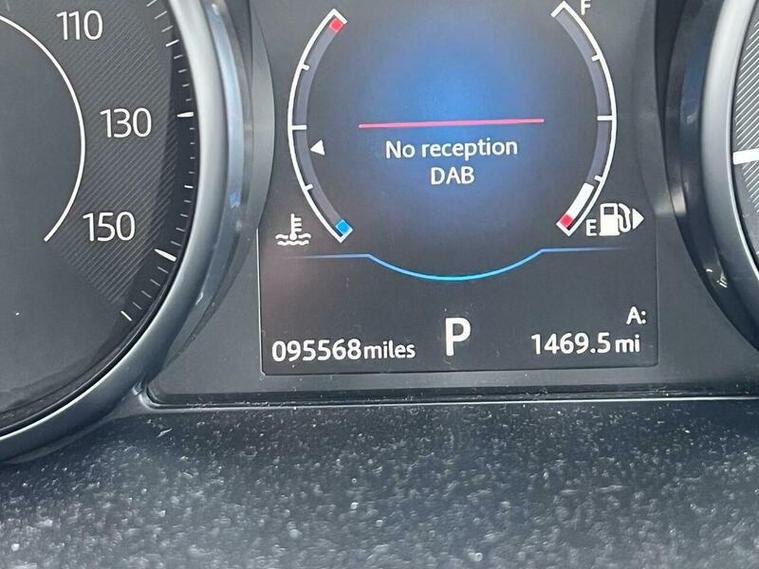 110
130
150
F
No reception
DAB
E
A:
095568miles P 1469.5 mi